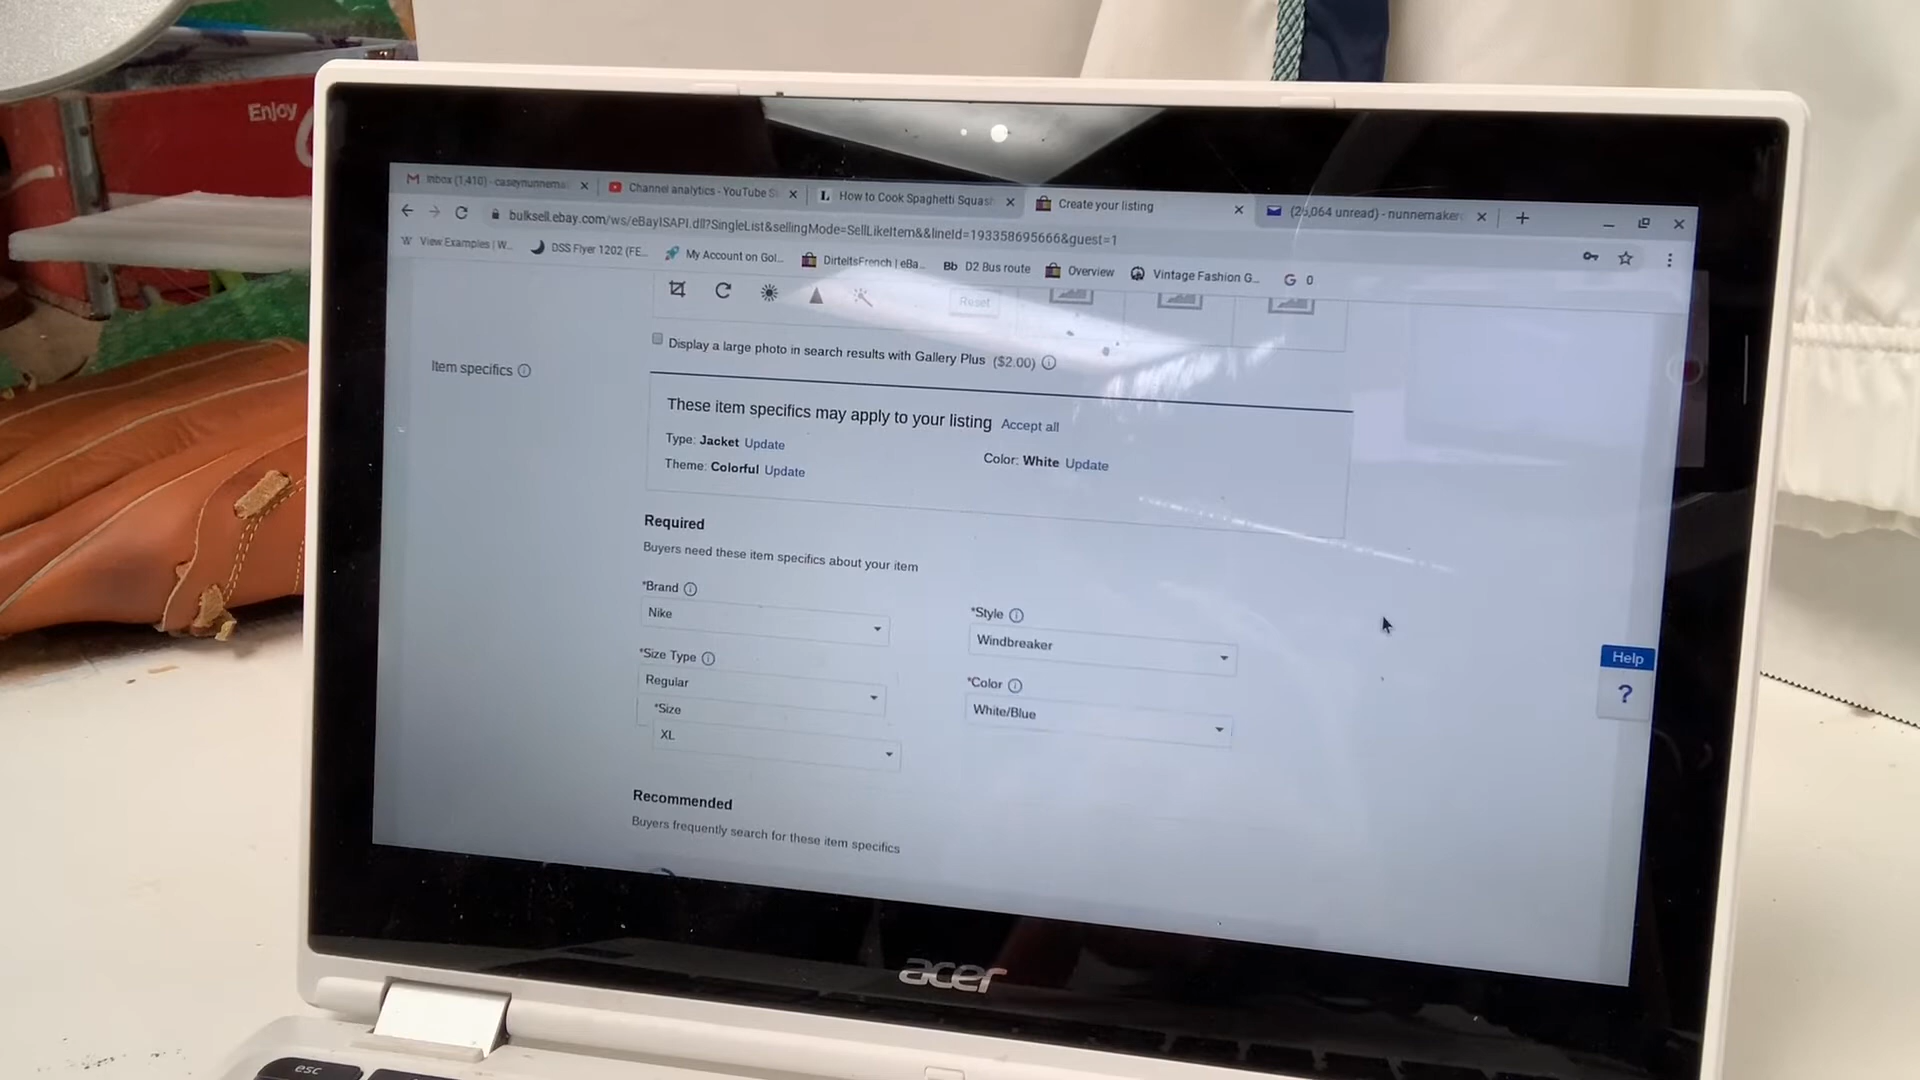 Enjoy
Inbox (1,410) - caseynunnema
Channel analytics - YouTube S
How to Cook Spaghetti Squash
Create your listing
unread) - nunnemaker
bulksell.ebay.com/ws/eBayISAPI.dll?SingleList&sellingMode=SellLikeItem&&lineId=193358695666&guest=1
W View Examples | W...
DSS Flyer 1202 (FE...
My Account on Gol...
DirteItsFrench | eBa...
Bb D2 Bus route
Overview
Vintage Fashion G...
G 0
Reset
Display a large photo in search results with Gallery Plus ($2.00)
Item specifics
These item specifics may apply to your listing Accept all
Type: Jacket Update
Color: White Update
Theme: Colorful Update
Required
Buyers need these item specifics about your item
*Brand
Nike
*Style
Windbreaker
*Size Type
Regular
*Color
White/Blue
*Size
XL
Help
?
Recommended
Buyers frequently search for these item specifics
acer
esc